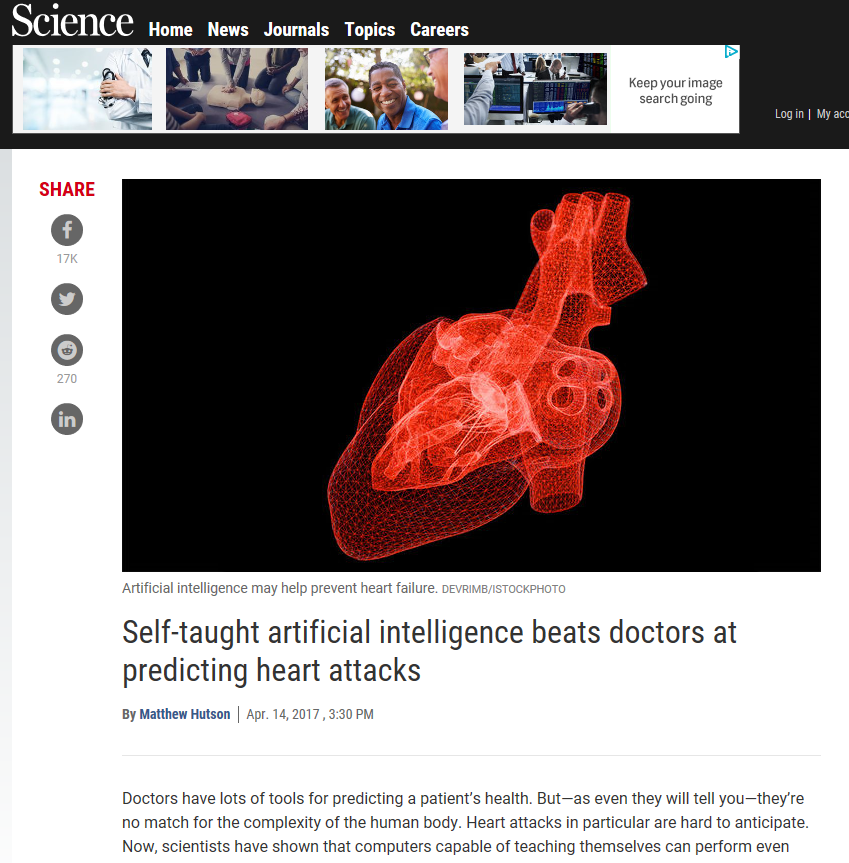 Science
Home News Journals Topics Careers
Keep your image
search going
Log in | My acc
SHARE
17K
270
in
Artificial intelligence may help prevent heart failure. DEVRIMB/ISTOCKPHOTO
Self-taught artificial intelligence beats doctors at
predicting heart attacks
By Matthew Hutson | Apr. 14, 2017 , 3:30 PM
Doctors have lots of tools for predicting a patient’s health. But—as even they will tell you—they’re
no match for the complexity of the human body. Heart attacks in particular are hard to anticipate.
Now, scientists have shown that computers capable of teaching themselves can perform even